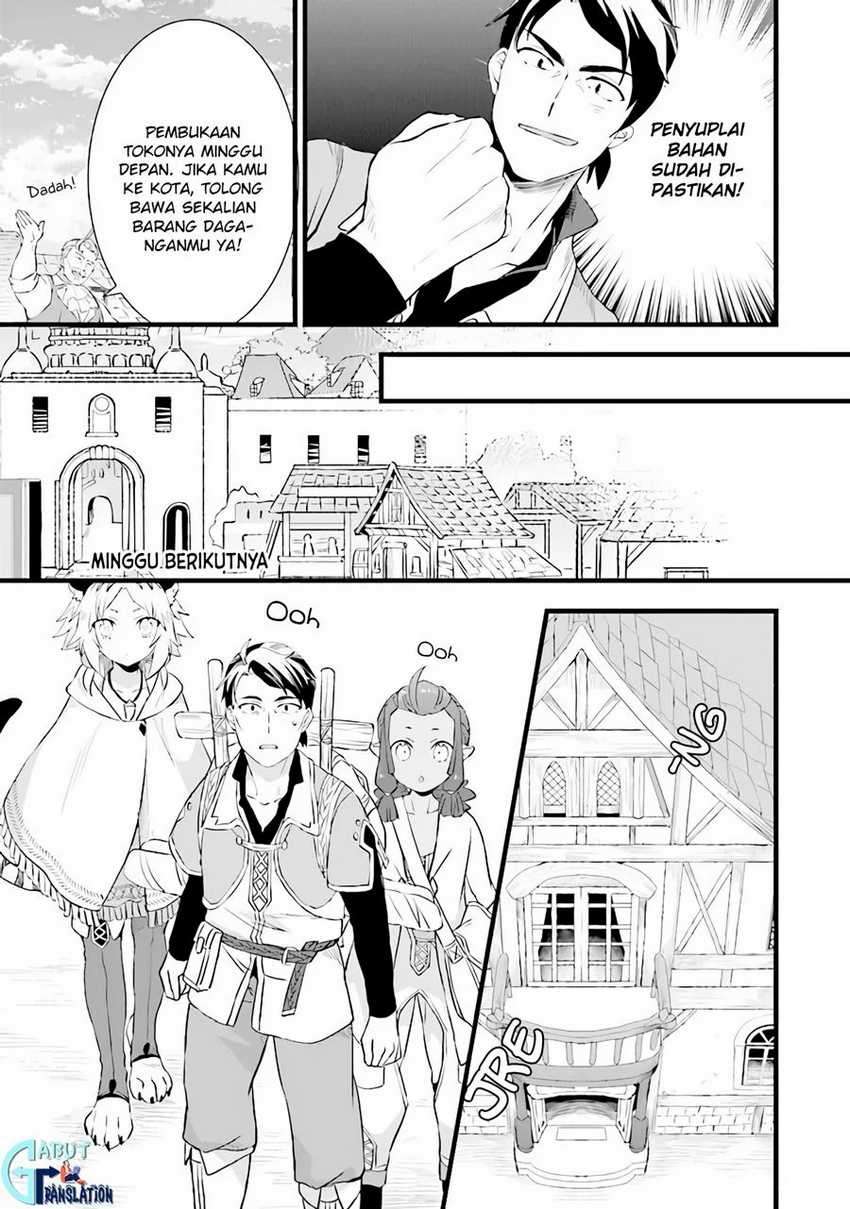 PENYUPLAI
BAHAN
SUDAH DI-
PASTIKAN!
PEMBUKAAN
TOKONYA MINGGU
DEPAN. JIKA KAMU
KE KOTA, TOLONG
BAWA SEKALIAN
BARANG DAGA-
NGANMU YA!
Dadah!
MINGGU BERIKUTNYA
JRE
-NG
Ooh
Ooh
GABUT
TRANSLATION